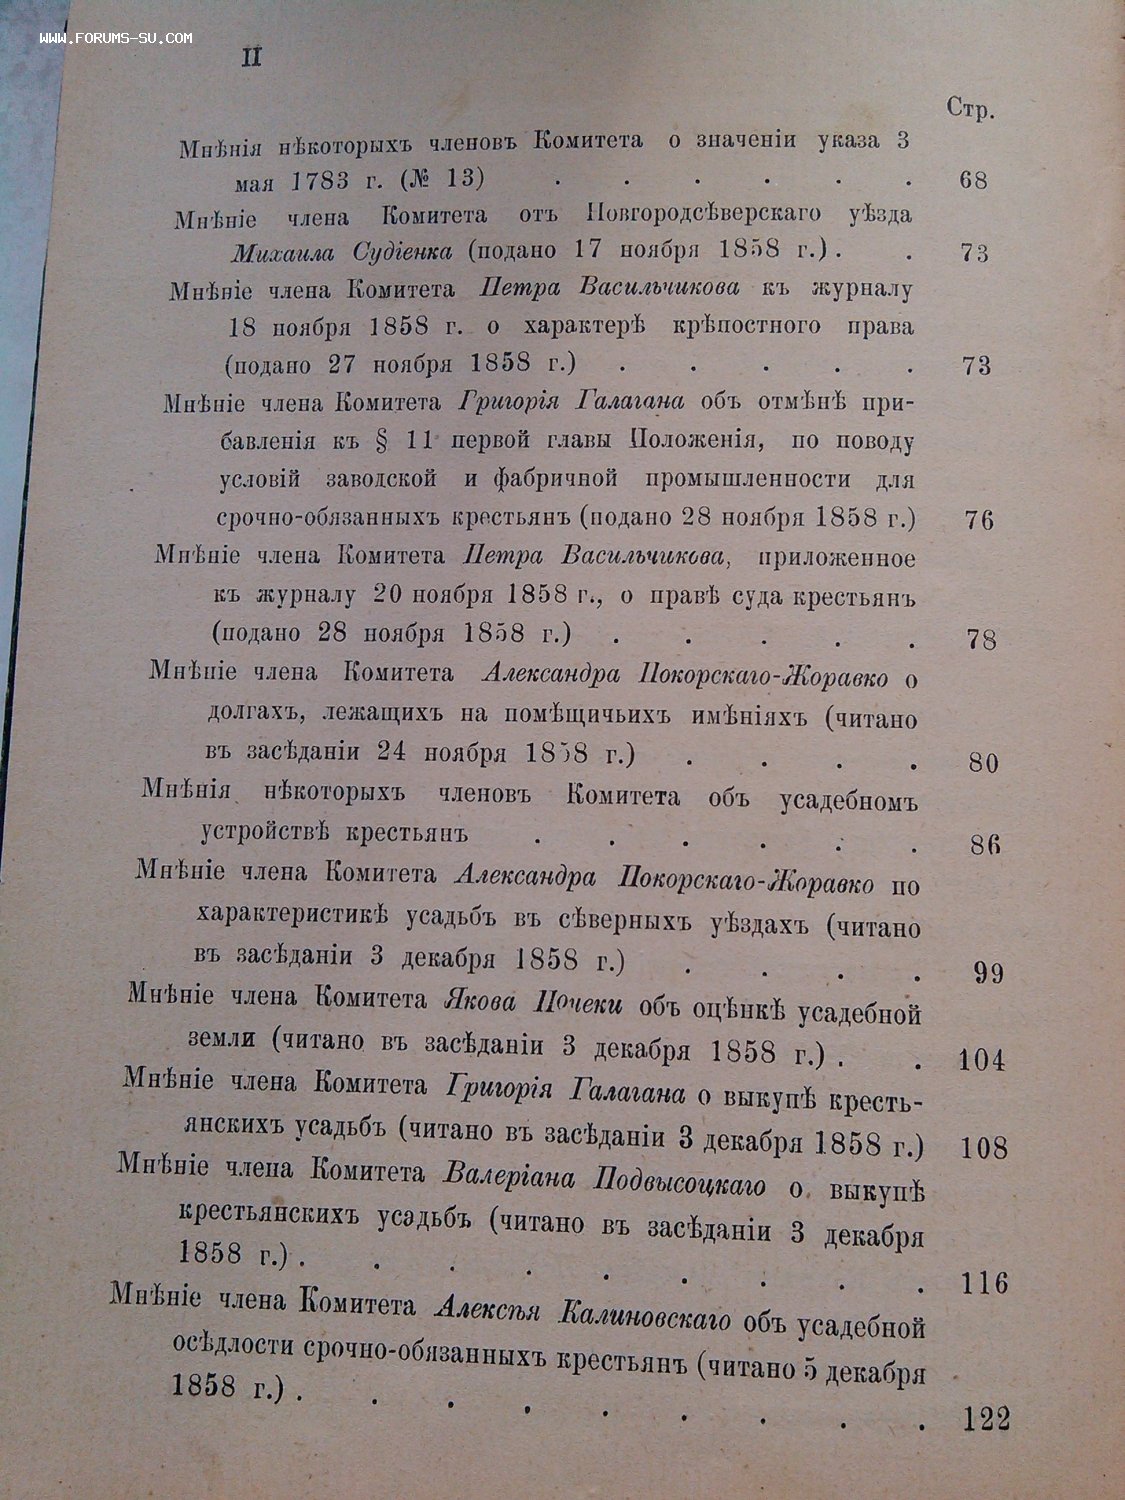 WWW.FORUMS-SU.COM
II
Стр.
Мнѣнія нѣкоторыхъ членовъ Комитета о значеніи указа 3
мая 1783 г. (№ 13) . . . . . 68
Мнѣніе члена Комитета отъ Новгородсѣверскаго уѣзда
Михаила Судіенка (подано 17 ноября 1858 г.) . . 73
Мнѣніе члена Комитета Петра Васильчикова къ журналу
18 ноября 1858 г. о характерѣ крѣпостного права
(подано 27 ноября 1858 г.) . . . . . 73
Мнѣніе члена Комитета Григорія Галагана объ отмѣнѣ при-
бавленія къ § 11 первой главы Положенія, по поводу
условій заводской и фабричной промышленности для
срочно-обязанныхъ крестьянъ (подано 28 ноября 1858 г.) 76
Мнѣніе члена Комитета Петра Васильчикова, приложенное
къ журналу 20 ноября 1858 г., о правѣ суда крестьянъ
(подано 28 ноября 1858 г.) . . . . . 78
Мнѣніе члена Комитета Александра Покорскаго-Жоравко о
долгахъ, лежащихъ на помѣщичьихъ имѣніяхъ (читано
въ засѣданіи 24 ноября 1858 г.) . . . . 80
Мнѣнія нѣкоторыхъ членовъ Комитета объ усадебномъ
устройствѣ крестьянъ . . . . . . 86
Мнѣніе члена Комитета Александра Покорскаго-Жоравко по
характеристикѣ усадьбъ въ сѣверныхъ уѣздахъ (читано
въ засѣданіи 3 декабря 1858 г.) . . . . 99
Мнѣніе члена Комитета Якова Почеки объ оцѣнкѣ усадебной
земли (читано въ засѣданіи 3 декабря 1858 г.) . . 104
Мнѣніе члена Комитета Григорія Галагана о выкупѣ кресть-
янскихъ усадьбъ (читано въ засѣданіи 3 декабря 1858 г.) 108
Мнѣніе члена Комитета Валеріана Подвысоцкаго о выкупѣ
крестьянскихъ усадьбъ (читано въ засѣданіи 3 декабря
1858 г.) . . . . . . . . . 116
Мнѣніе члена Комитета Алексѣя Калиновскаго объ усадебной
осѣдлости срочно-обязанныхъ крестьянъ (читано 5 декабря
1858 г.) . . . . . . . . . 122